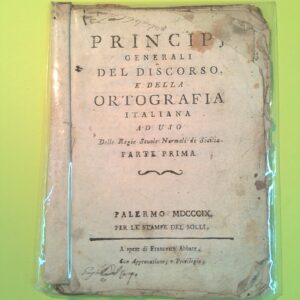 PRINCIPJ
GENERALI
DEL DISCORSO,
E DELLA
ORTOGRAFIA
ITALIANA
AD USO
Delle Regie Scuole Normali di Sicilia
PARTE PRIMA
PALERMO MDCCCIX.
PER LE STAMPE DEL SOLLI,
A spese di Francesco Abbate,
Con Approvazione, e Privilegio,